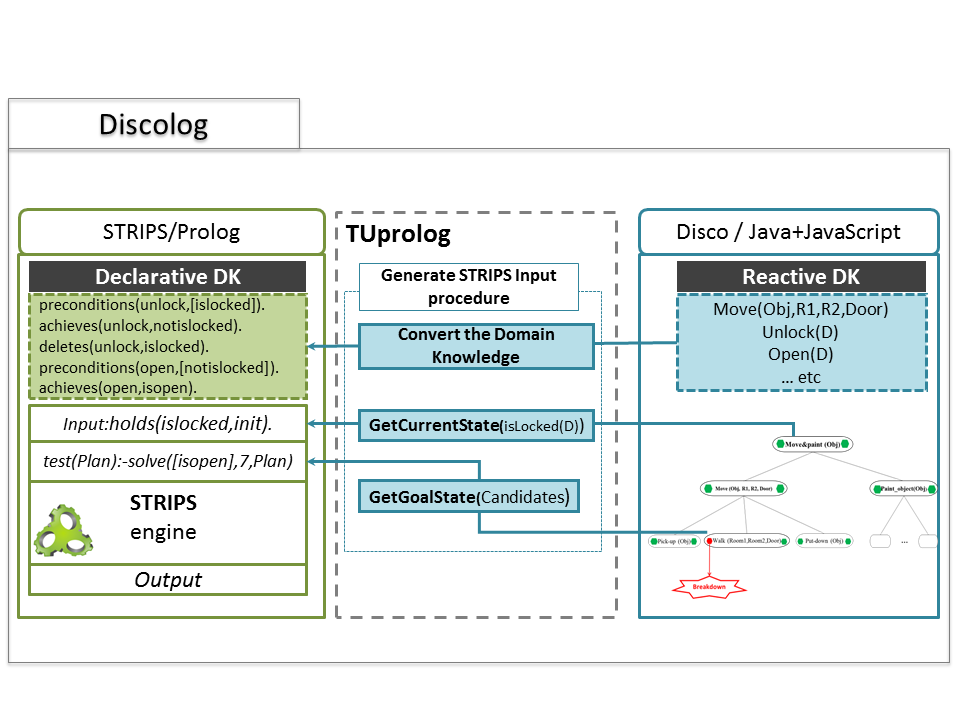 Discolog
STRIPS/Prolog
Declarative DK
preconditions(unlock,[islocked]).
achieves(unlock,notislocked).
deletes(unlock,islocked).
preconditions(open,[notislocked]).
achieves(open,isopen).
Input:holds(islocked,init).
test(Plan):-solve([isopen],7,Plan)
STRIPS
engine
Output
TUprolog
Generate STRIPS Input
procedure
Convert the Domain
Knowledge
GetCurrentState(isLocked(D))
GetGoalState(Candidates)
Disco / Java+JavaScript
Reactive DK
Move(Obj,R1,R2,Door)
Unlock(D)
Open(D)
... etc
Move&paint (Obj)
Move (Obj, R1, R2, Door)
Paint_object(Obj)
Pick-up (Obj)
Walk (Room1,Room2,Door)
Put-down (Obj)
...
Breakdown